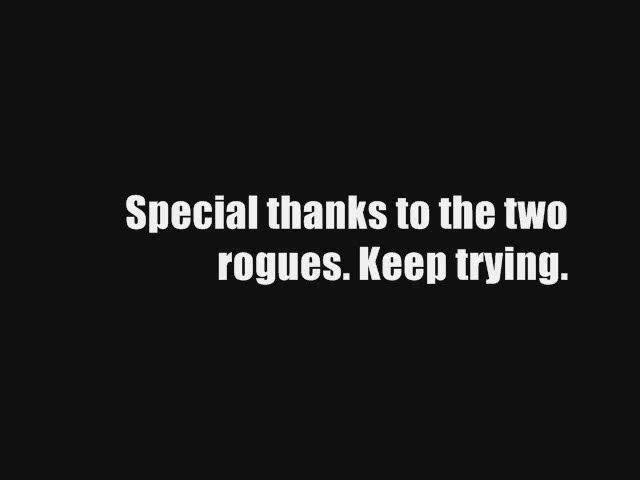 Special thanks to the two
rogues. Keep trying.